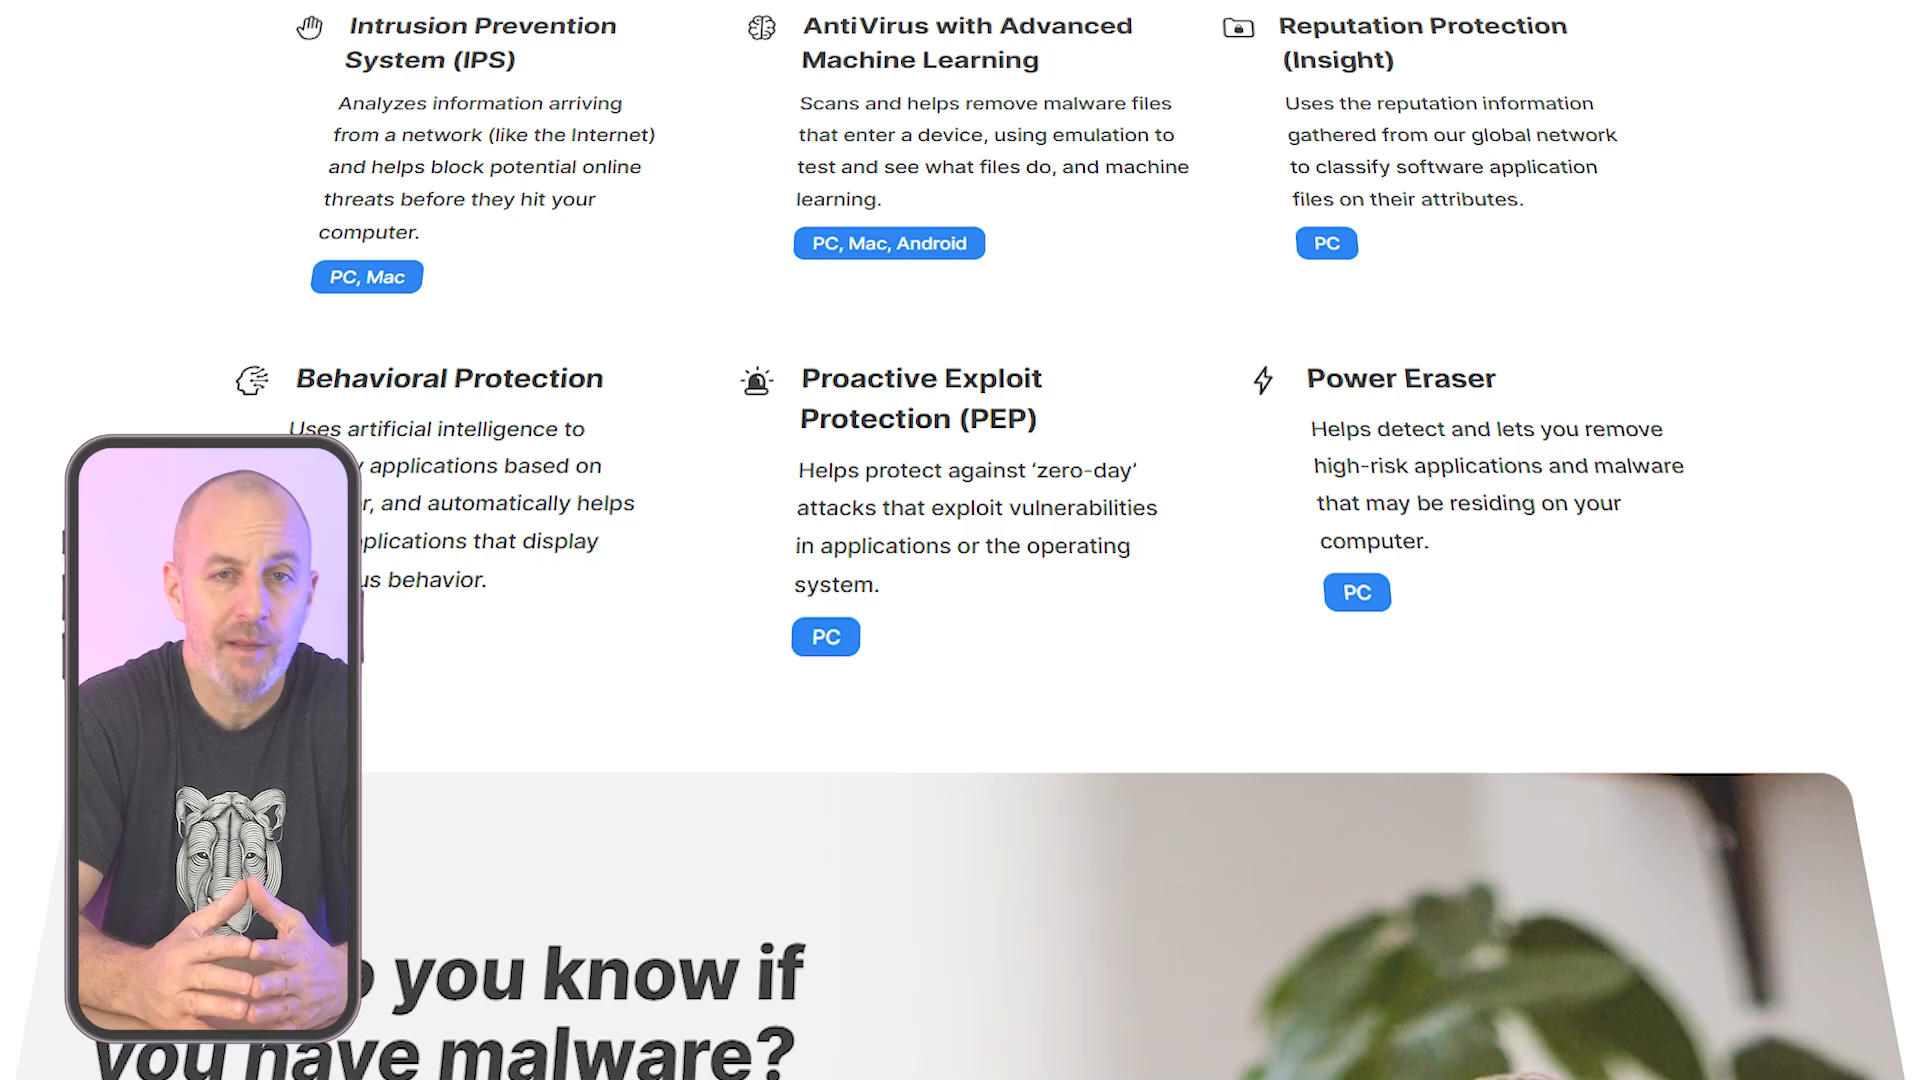 Intrusion Prevention
System (IPS)
Analyzes information arriving
from a network (like the Internet)
and helps block potential online
threats before they hit your
computer.
PC, Mac
AntiVirus with Advanced
Machine Learning
Scans and helps remove malware files
that enter a device, using emulation to
test and see what files do, and machine
learning.
PC, Mac, Android
Reputation Protection
(Insight)
Uses the reputation information
gathered from our global network
to classify software application
files on their attributes.
PC
Behavioral Protection
Uses artificial intelligence to
applications based on
and automatically helps
display
behavior.
Proactive Exploit
Protection (PEP)
Helps protect against ‘zero-day’
attacks that exploit vulnerabilities
in applications or the operating
system.
PC
Power Eraser
Helps detect and lets you remove
high-risk applications and malware
that may be residing on your
computer.
PC
you know if
you have malware?